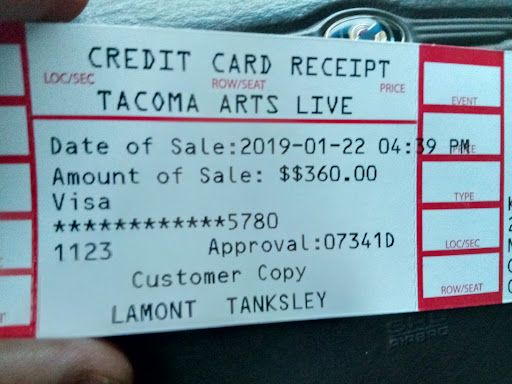 CREDIT CARD RECEIPT
LOC/SEC ROW/SEAT PRICE
TACOMA ARTS LIVE
Date of Sale:2019-01-22 04:39 PM
Amount of Sale: $$360.00
Visa
************5780
1123 Approval:07341D
Customer Copy
LAMONT TANKSLEY
EVENT
TYPE
LOC/SEC
ROW/SEAT
AIRBAG